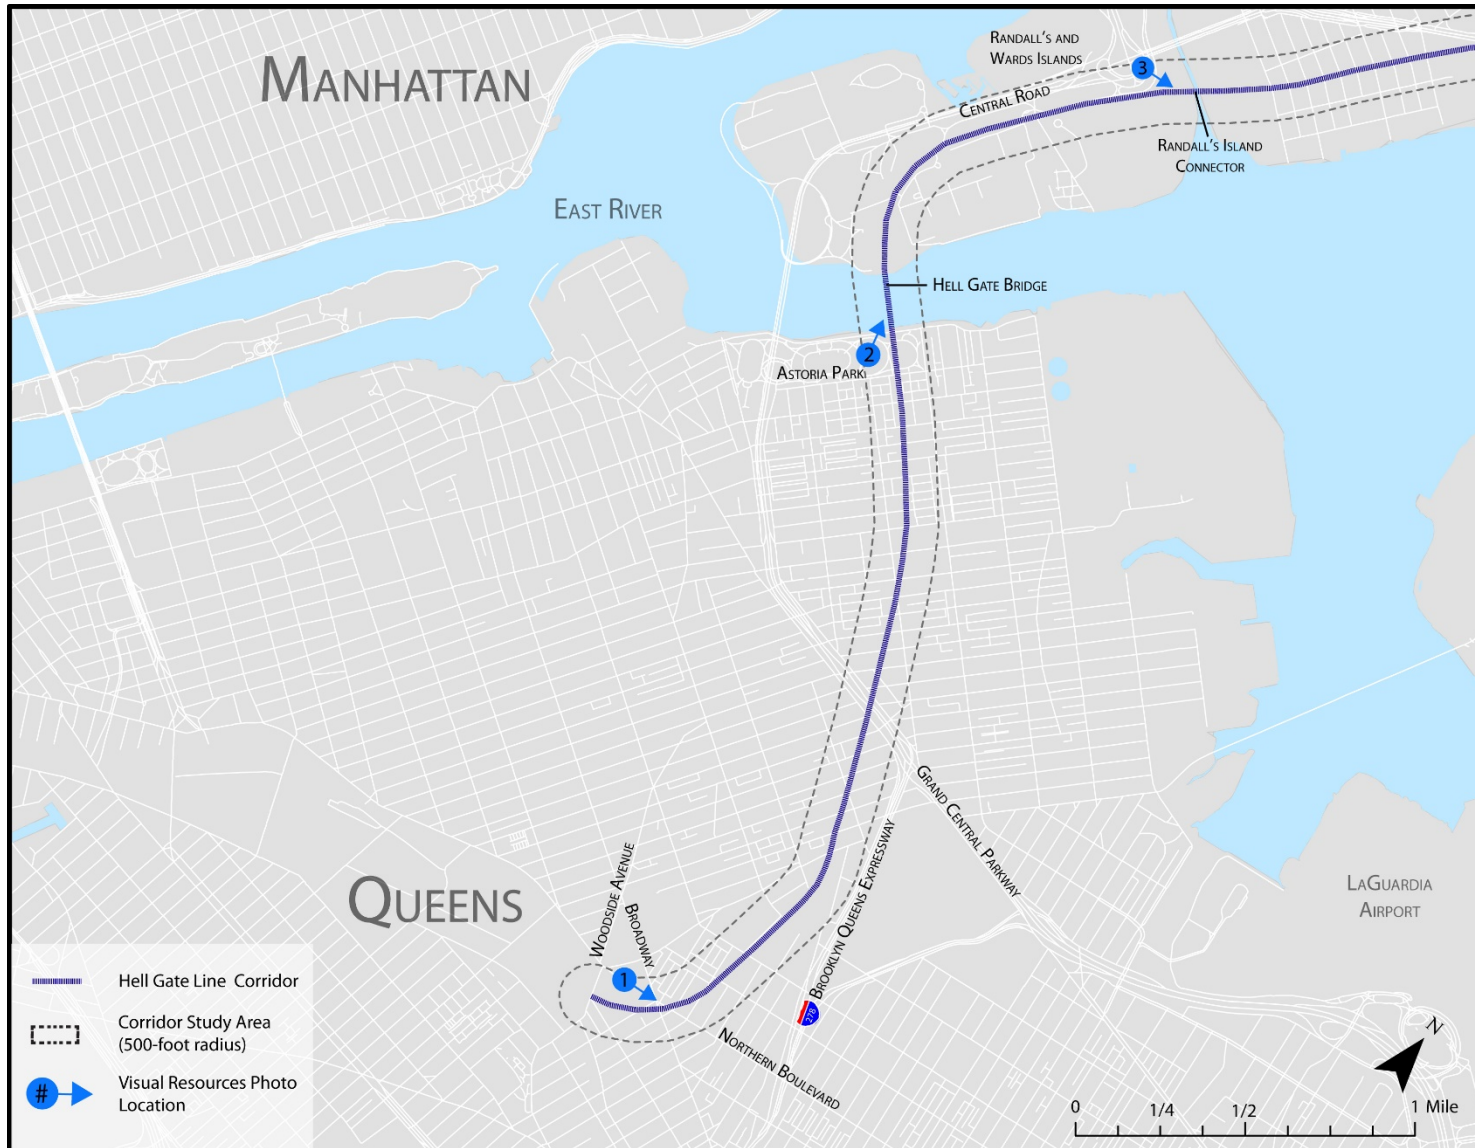 MANHATTAN
RANDALL'S AND
WARDS ISLANDS
3
CENTRAL ROAD
RANDALL'S ISLAND
CONNECTOR
EAST RIVER
HELL GATE BRIDGE
2
ASTORIA PARK
GRAND CENTRAL PARKWAY
BROOKLYN QUEENS EXPRESSWAY
278
LAGUARDIA
AIRPORT
QUEENS
WOODSIDE AVENUE
BROADWAY
1
NORTHERN BOULEVARD
Hell Gate Line Corridor
Corridor Study Area
(500-foot radius)
# Visual Resources Photo
Location
N
0 1/4 1/2 1 Mile